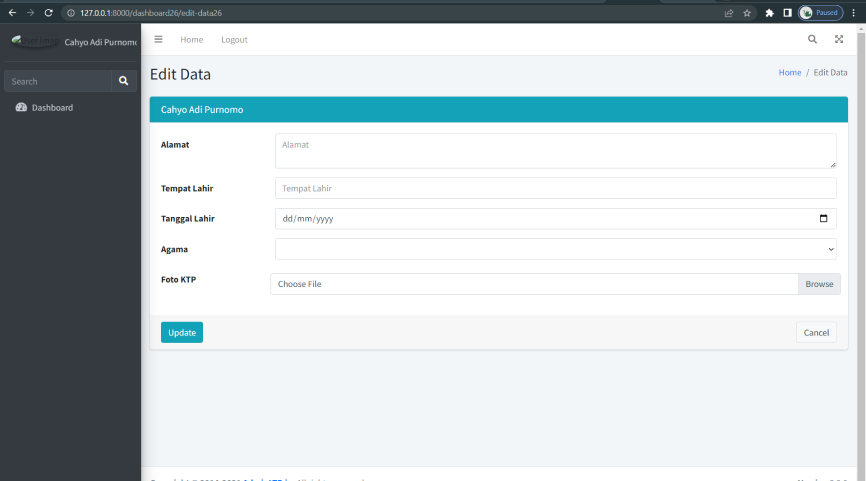 127.0.0.1:8000/dashboard26/edit-data26
Paused
Cahyo Adi Purnomo
Home Logout
Search
Dashboard
Edit Data
Home / Edit Data
Cahyo Adi Purnomo
Alamat
Alamat
Tempat Lahir
Tempat Lahir
Tanggal Lahir
dd/mm/yyyy
Agama
Foto KTP
Choose File
Browse
Update
Cancel